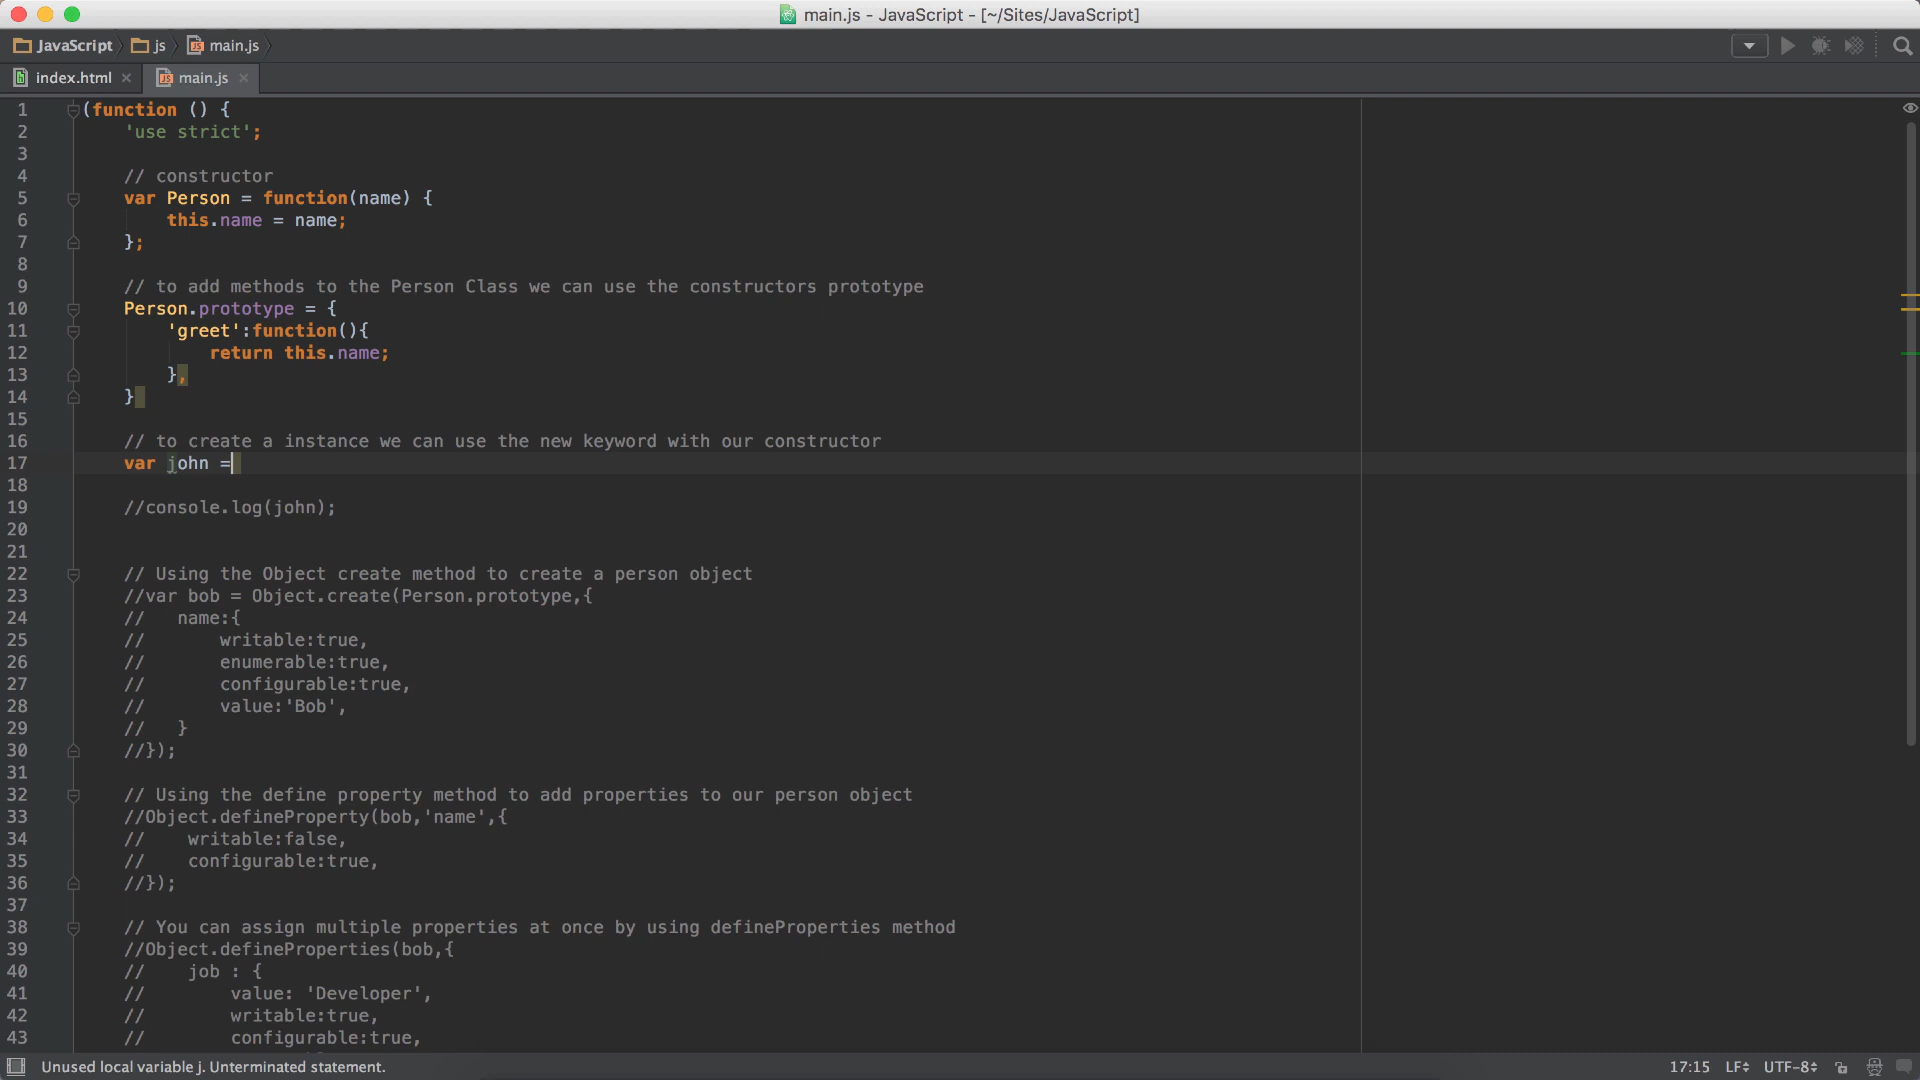 main.js - JavaScript - [~/Sites/JavaScript]
JavaScript js main.js
index.html main.js
1 (function () {
2 'use strict';
3
4 // constructor
5 var Person = function(name) {
6 this.name = name;
7 };
8
9 // to add methods to the Person Class we can use the constructors prototype
10 Person.prototype = {
11 'greet':function(){
12 return this.name;
13 },
14 }
15
16 // to create a instance we can use the new keyword with our constructor
17 var john =
18
19 //console.log(john);
20
21
22 // Using the Object create method to create a person object
23 //var bob = Object.create(Person.prototype,{
24 // name:{
25 // writable:true,
26 // enumerable:true,
27 // configurable:true,
28 // value:'Bob',
29 // }
30 //});
31
32 // Using the define property method to add properties to our person object
33 //Object.defineProperty(bob,'name',{
34 // writable:false,
35 // configurable:true,
36 //});
37
38 // You can assign multiple properties at once by using defineProperties method
39 //Object.defineProperties(bob,{
40 // job : {
41 // value: 'Developer',
42 // writable:true,
43 // configurable:true,
Unused local variable j. Unterminated statement. 17:15 LF UTF-8